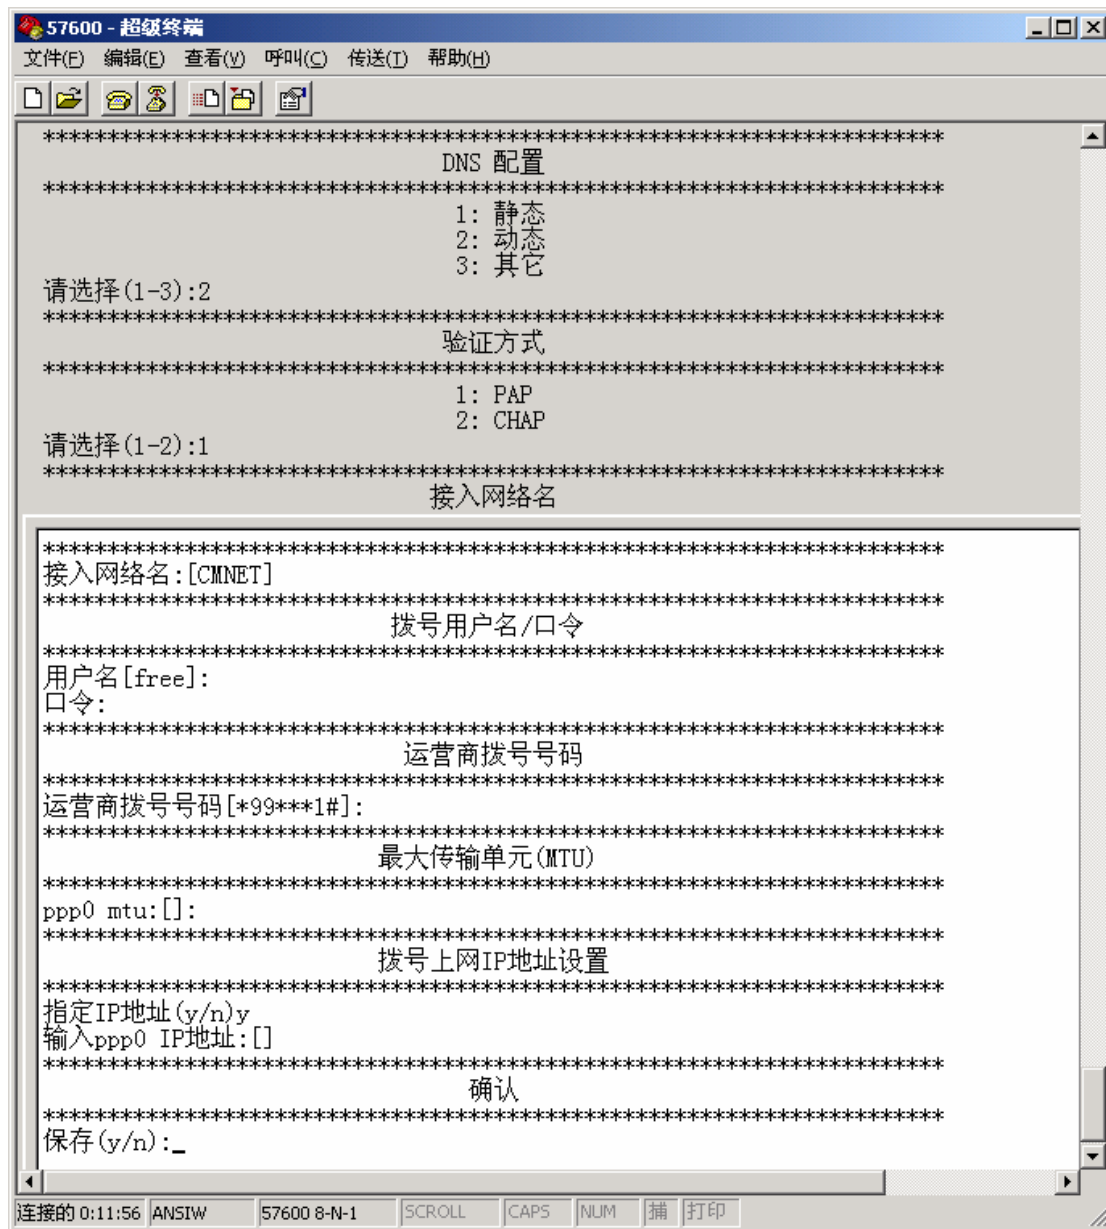 57600 - 超级终端
文件(F) 编辑(E) 查看(V) 呼叫(C) 传送(T) 帮助(H)
**********************************************************************
DNS 配置
**********************************************************************
1: 静态
2: 动态
3: 其它
请选择(1-3):2
**********************************************************************
验证方式
**********************************************************************
1: PAP
2: CHAP
请选择(1-2):1
**********************************************************************
接入网络名
**********************************************************************
接入网络名:[CMNET]
**********************************************************************
拨号用户名/口令
**********************************************************************
用户名[free]:
口令:
**********************************************************************
运营商拨号号码
**********************************************************************
运营商拨号号码[*99***1#]:
**********************************************************************
最大传输单元(MTU)
**********************************************************************
ppp0 mtu:[]:
**********************************************************************
拨号上网IP地址设置
**********************************************************************
指定IP地址(y/n)y
输入ppp0 IP地址:[]
**********************************************************************
确认
**********************************************************************
保存(y/n):_
连接的 0:11:56 ANSIW 57600 8-N-1 SCROLL CAPS NUM 捕 打印